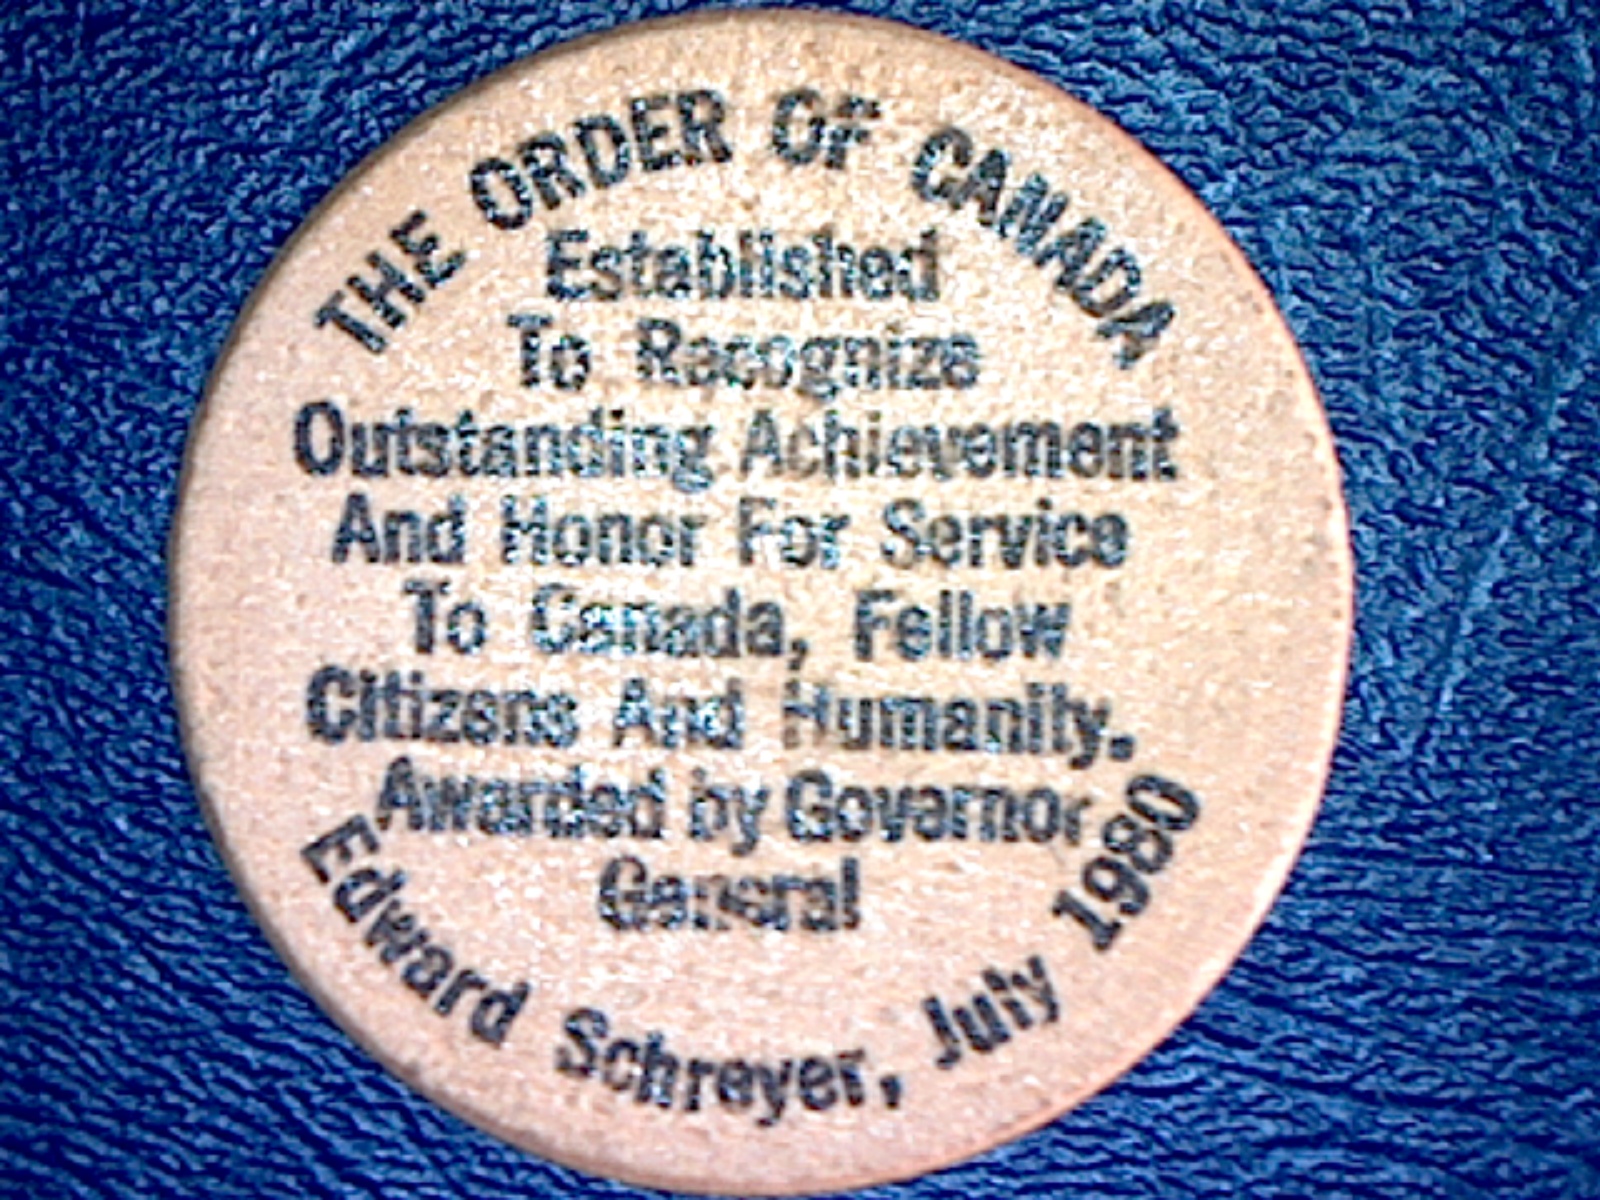 THE ORDER OF CANADA
Established
To Recognize
Outstanding Achievement
And Honor For Service
To Canada, Fellow
Citizens And Humanity.
Awarded by Governor
General
Edward Schreyer, July 1980